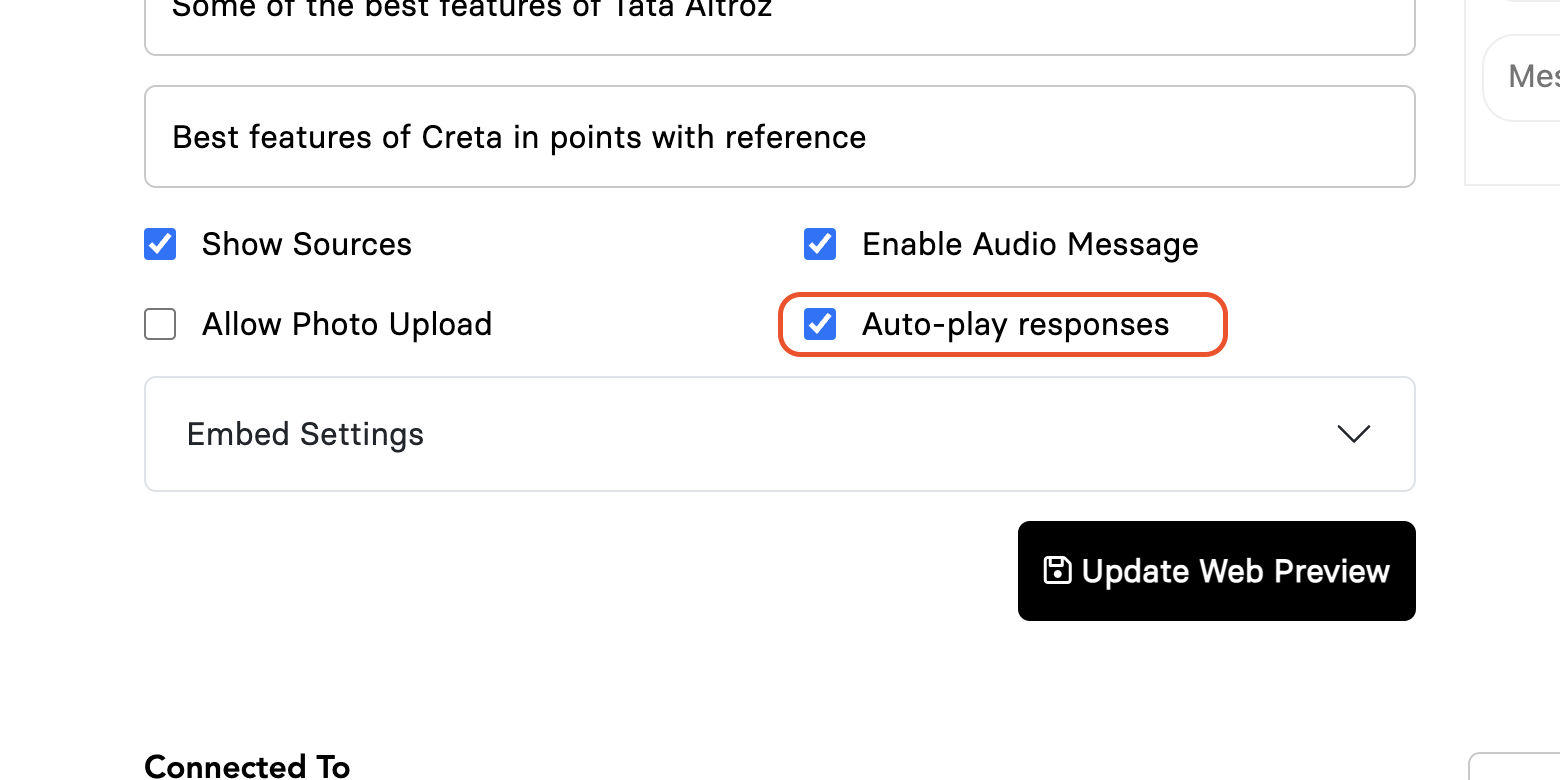 Some of the best features of Tata Altroz
Mes
Best features of Creta in points with reference
Show Sources
Enable Audio Message
Allow Photo Upload
Auto-play responses
Embed Settings
Update Web Preview
Connected To